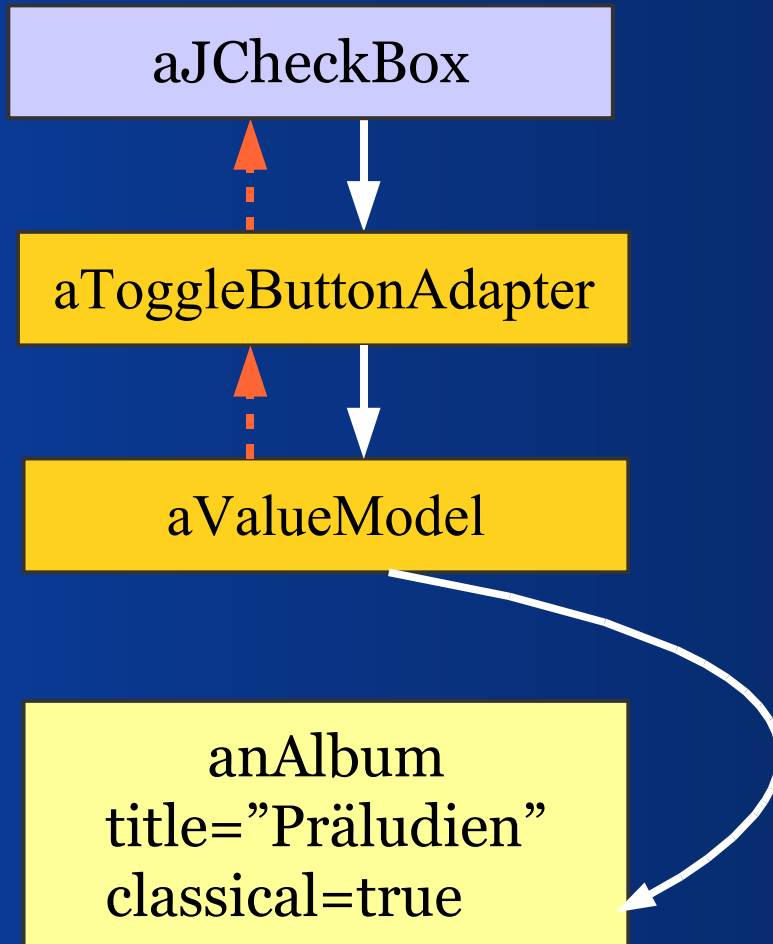 aJCheckBox
aToggleButtonAdapter
aValueModel
anAlbum
title=”Präludien”
classical=true